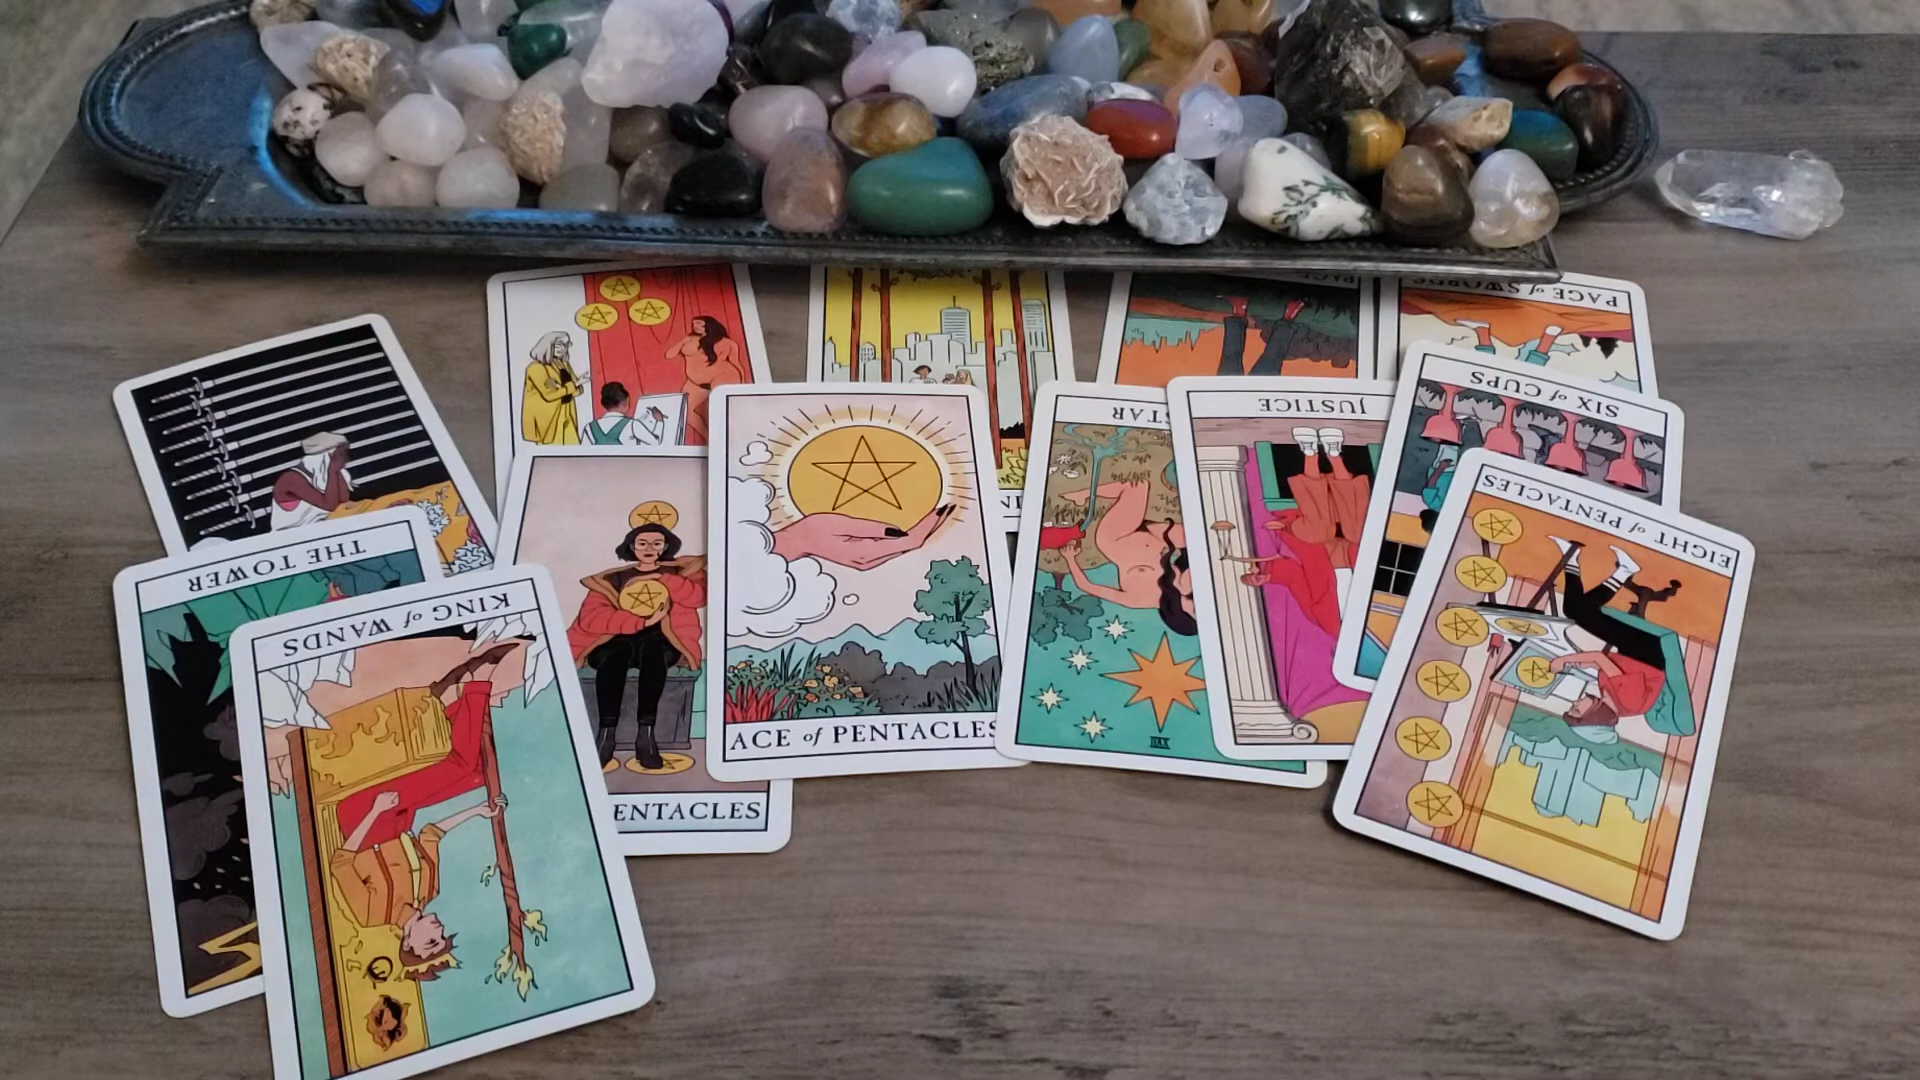 PAGE
PAGE of SWORDS
SIX of CUPS
STAR
JUSTICE
EIGHT of PENTACLES
THE TOWER
KING of WANDS
ACE of PENTACLES
ENTACLES